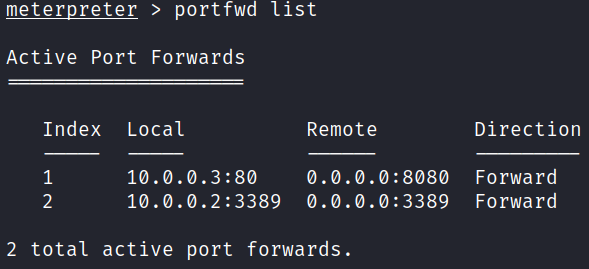 meterpreter > portfwd list
Active Port Forwards
====================
Index Local Remote Direction
----- ----- ------ ---------
1 10.0.0.3:80 0.0.0.0:8080 Forward
2 10.0.0.2:3389 0.0.0.0:3389 Forward
2 total active port forwards.